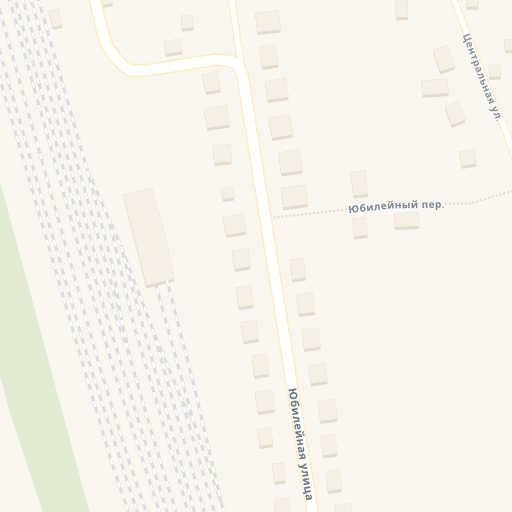 Центральная ул.
Юбилейный пер.
Юбилейная улица